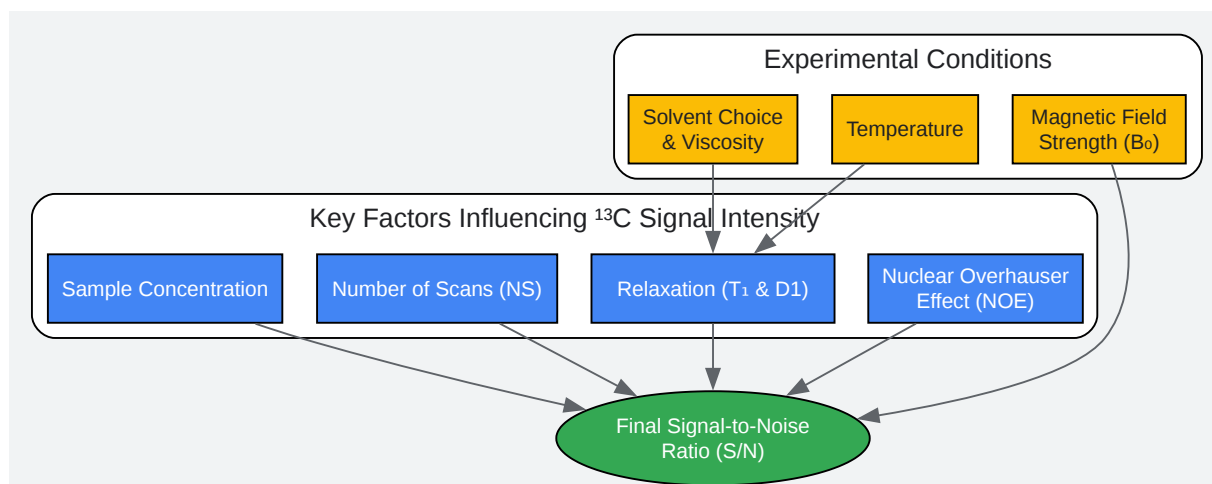 Experimental Conditions
Solvent Choice
& Viscosity
Temperature
Magnetic Field
Strength (B₀)
Key Factors Influencing ¹³C Signal Intensity
Sample Concentration
Number of Scans (NS)
Relaxation (T₁ & D1)
Nuclear Overhauser
Effect (NOE)
Final Signal-to-Noise
Ratio (S/N)